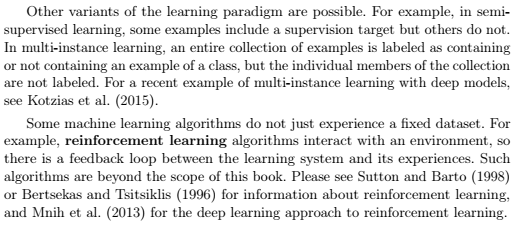 Other variants of the learning paradigm are possible. For example, in semi-
supervised learning, some examples include a supervision target but others do not.
In multi-instance learning, an entire collection of examples is labeled as containing
or not containing an example of a class, but the individual members of the collection
are not labeled. For a recent example of multi-instance learning with deep models,
see Kotzias et al. (2015).
Some machine learning algorithms do not just experience a fixed dataset. For
example, reinforcement learning algorithms interact with an environment, so
there is a feedback loop between the learning system and its experiences. Such
algorithms are beyond the scope of this book. Please see Sutton and Barto (1998)
or Bertsekas and Tsitsiklis (1996) for information about reinforcement learning,
and Mnih et al. (2013) for the deep learning approach to reinforcement learning.